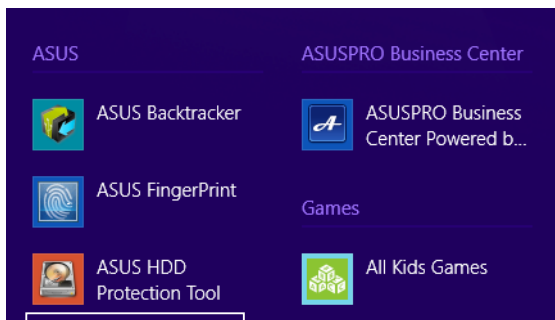 ASUS
ASUS Backtracker
ASUS FingerPrint
ASUS HDD
Protection Tool
ASUSPRO Business Center
ASUSPRO Business
Center Powered b...
Games
All Kids Games